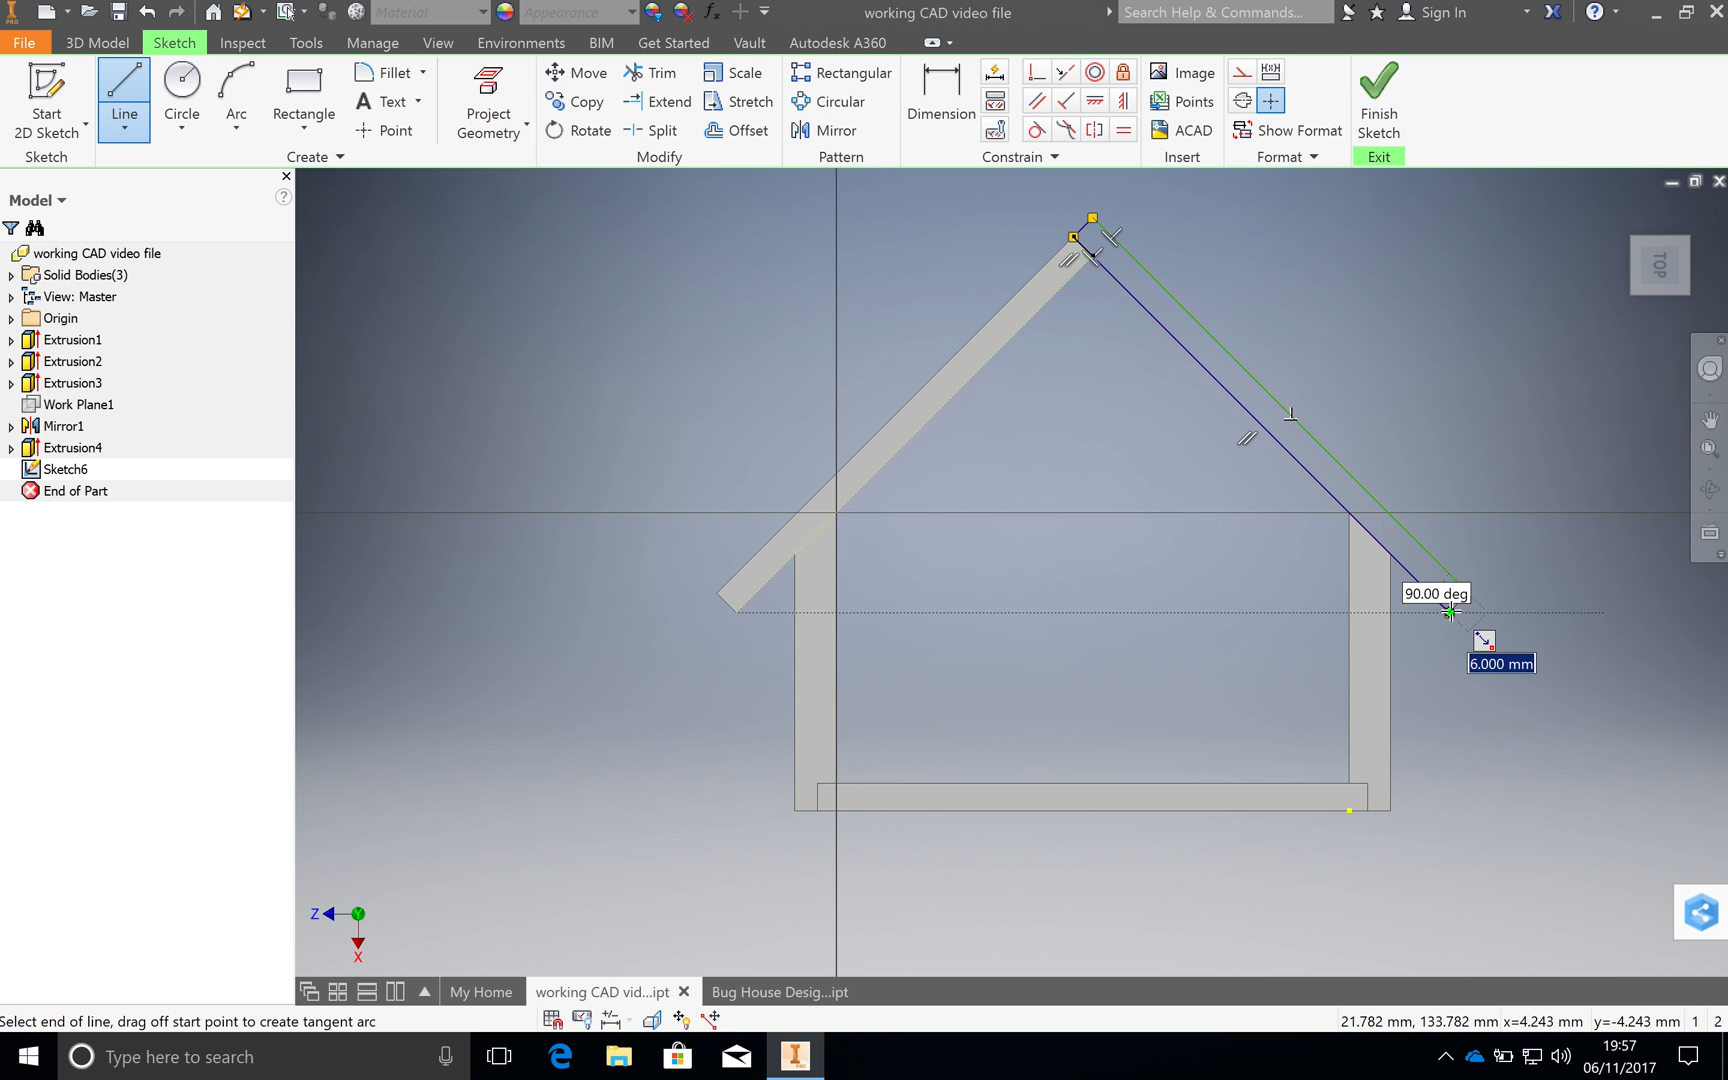 PRO
Material
Appearance
working CAD video file
Search Help & Commands...
Sign In
File
3D Model
Sketch
Inspect
Tools
Manage
View
Environments
BIM
Get Started
Vault
Autodesk A360
Start
2D Sketch
Line
Circle
Arc
Rectangle
Fillet
Text
Point
Project
Geometry
Move
Copy
Rotate
Trim
Extend
Split
Scale
Stretch
Offset
Rectangular
Circular
Mirror
Dimension
Image
Points
ACAD
Show Format
Finish
Sketch
Sketch
Create
Modify
Pattern
Constrain
Insert
Format
Exit
Model
working CAD video file
Solid Bodies(3)
View: Master
Origin
Extrusion1
Extrusion2
Extrusion3
Work Plane1
Mirror1
Extrusion4
Sketch6
End of Part
TOP
90.00 deg
6.000 mm
Z
Y
X
My Home
working CAD vid...ipt
Bug House Desig...ipt
Select end of line, drag off start point to create tangent arc
21.782 mm, 133.782 mm x=4.243 mm y=-4.243 mm 1 2
Type here to search
19:57
06/11/2017